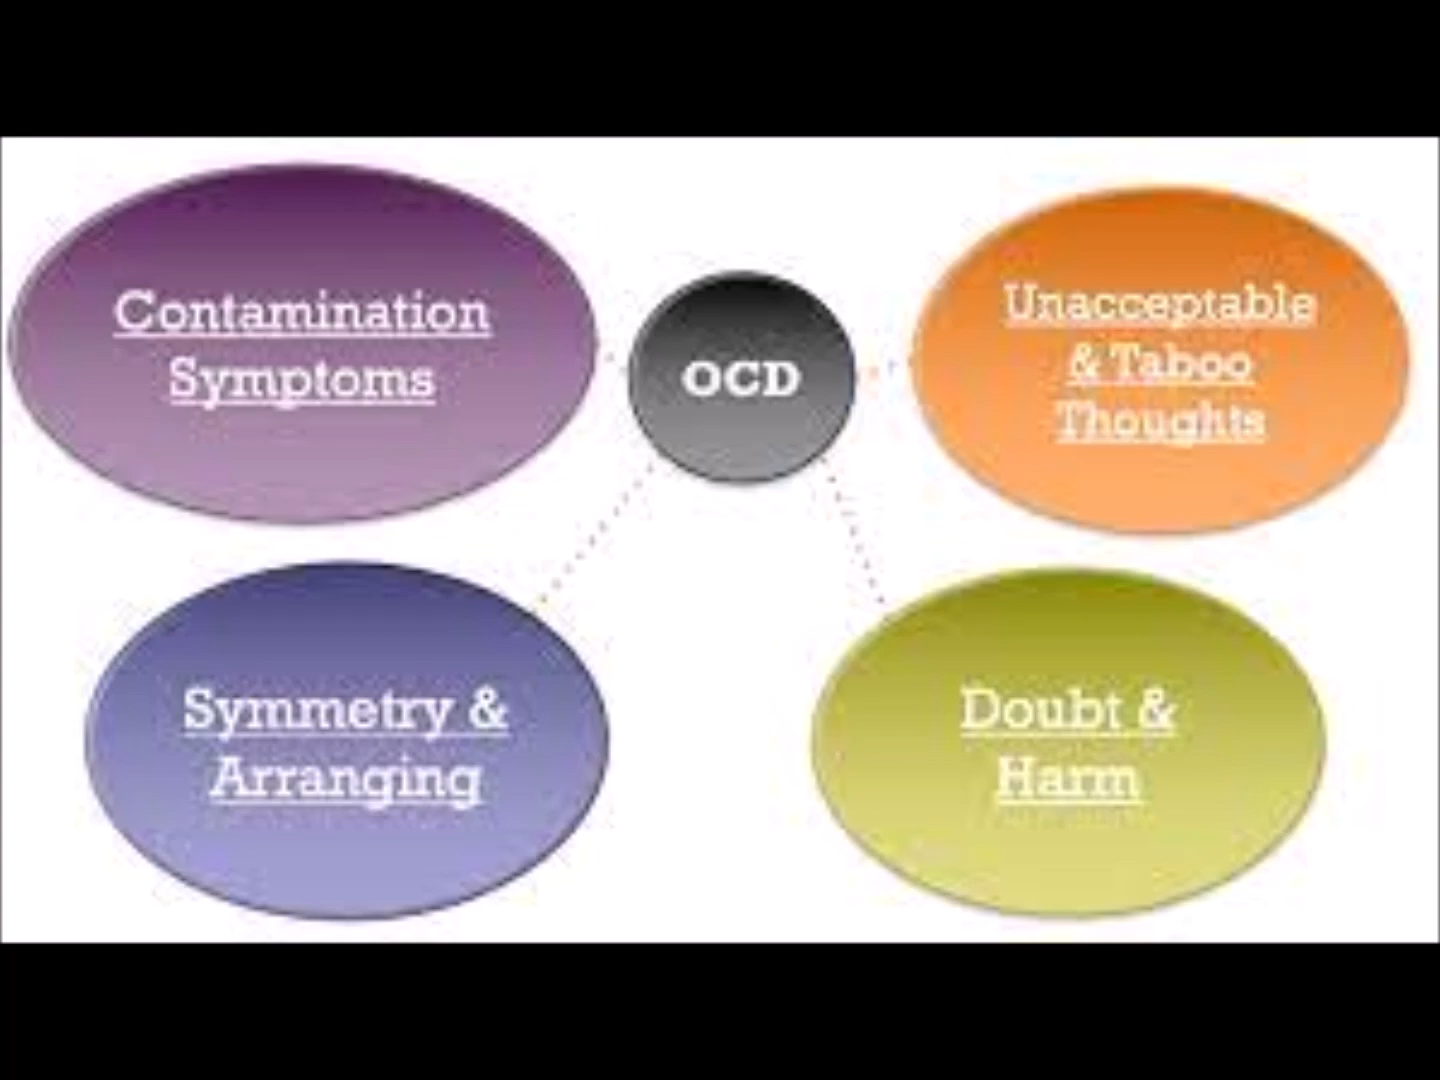 Contamination
Symptoms
OCD
Unacceptable
& Taboo
Thoughts
Symmetry &
Arranging
Doubt &
Harm